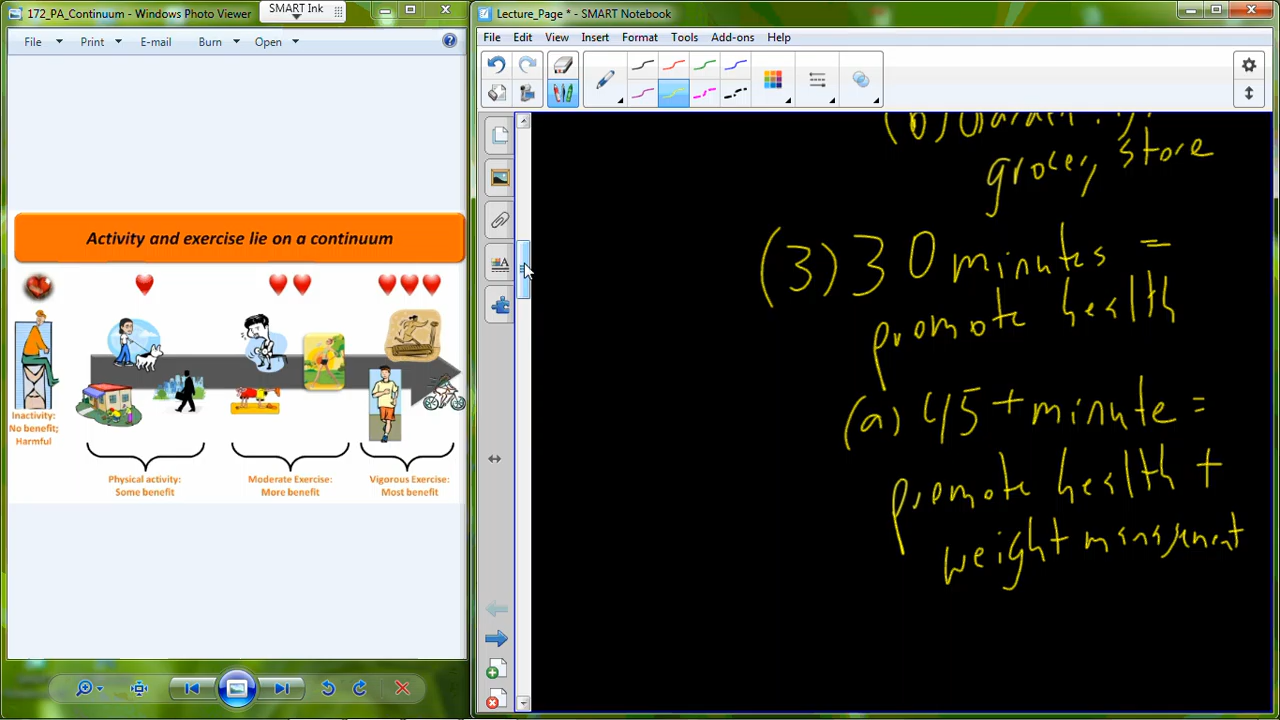 172_PA_Continuum - Windows Photo Viewer
SMART Ink
File Print E-mail Burn Open
Activity and exercise lie on a continuum
Inactivity:
No benefit;
Harmful
Physical activity:
Some benefit
Moderate Exercise:
More benefit
Vigorous Exercise:
Most benefit
Lecture_Page * - SMART Notebook
File Edit View Insert Format Tools Add-ons Help
(b)
grocery store
(3) 30 minutes =
promote health
(a) 45+ minute =
promote health +
weight management